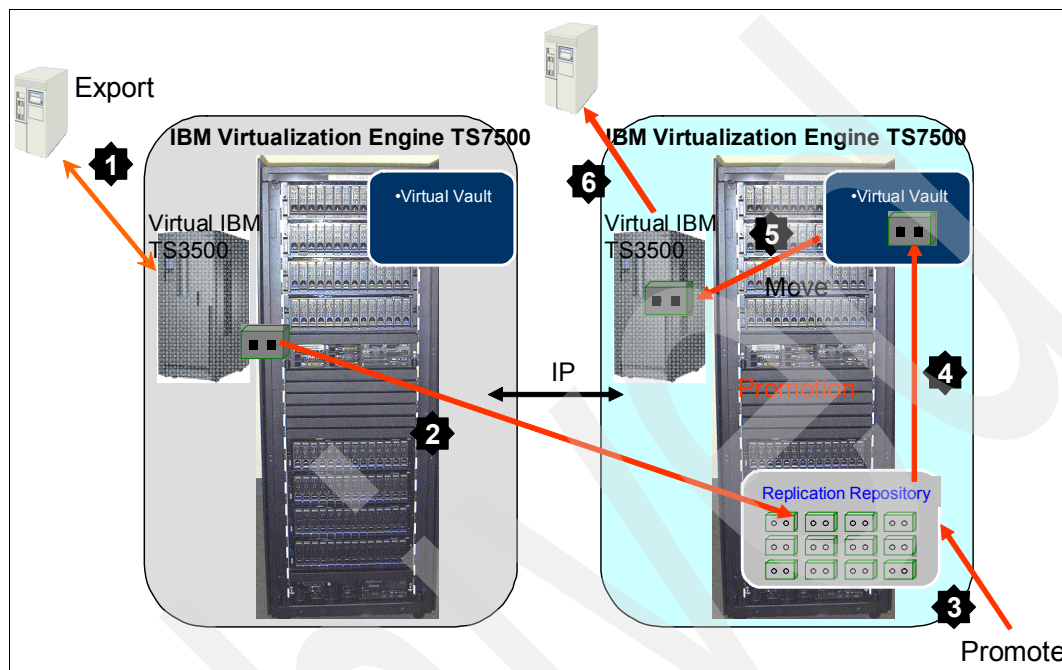 Export
1
IBM Virtualization Engine TS7500
•Virtual Vault
Virtual IBM
TS3500
2
IP
6
IBM Virtualization Engine TS7500
•Virtual Vault
Virtual IBM
TS3500
5
Move
Promotion
4
Replication Repository
3
Promote